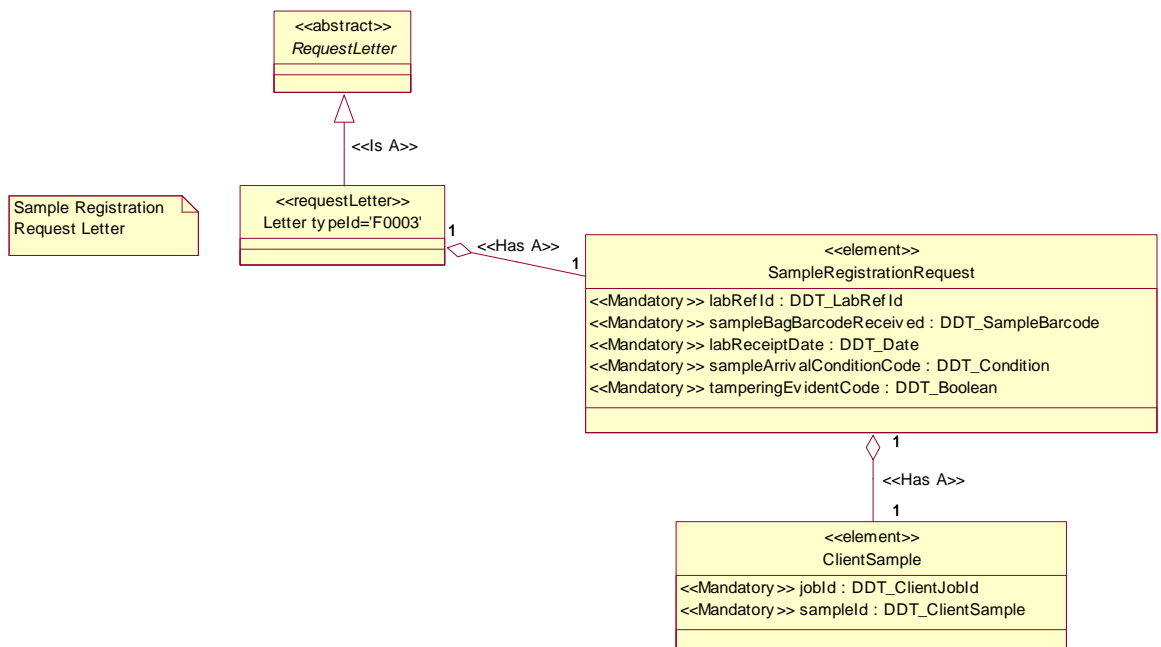 <<abstract>>
RequestLetter
<<Is A>>
Sample Registration
Request Letter
<<requestLetter>>
Letter typeId='F0003'
1
<<Has A>>
1
<<element>>
SampleRegistrationRequest
<<Mandatory>> labRefId : DDT_LabRefId
<<Mandatory>> sampleBagBarcodeReceived : DDT_SampleBarcode
<<Mandatory>> labReceiptDate : DDT_Date
<<Mandatory>> sampleArrivalConditionCode : DDT_Condition
<<Mandatory>> tamperingEvidentCode : DDT_Boolean
1
<<Has A>>
1
<<element>>
ClientSample
<<Mandatory>> jobId : DDT_ClientJobId
<<Mandatory>> sampleId : DDT_ClientSample